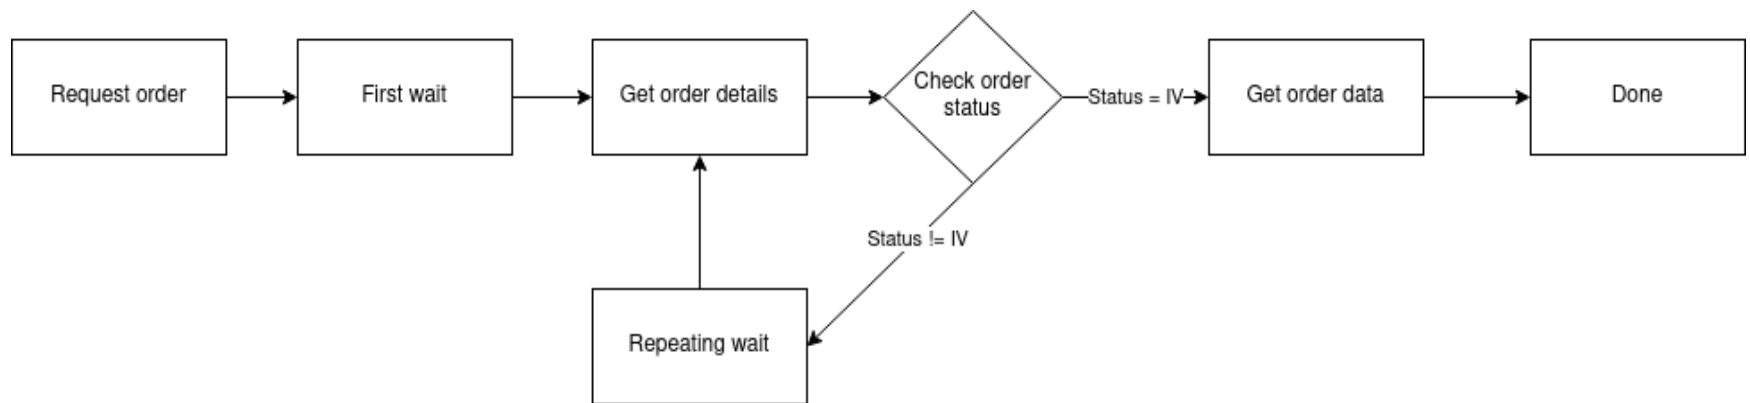 Request order
First wait
Get order details
Check order
status
Status = IV
Get order data
Done
Status != IV
Repeating wait